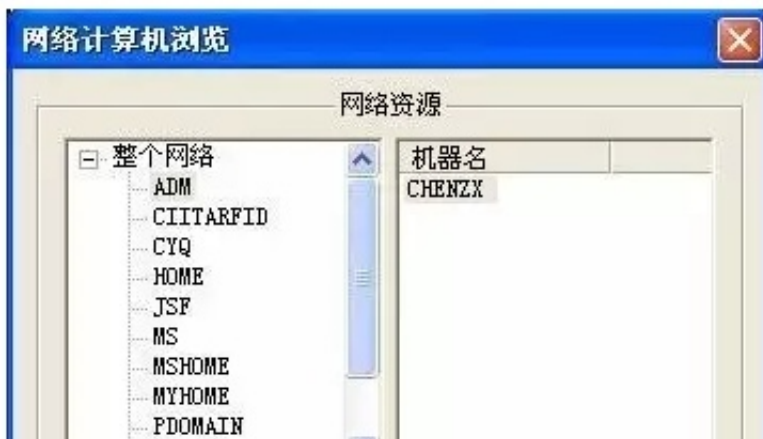 网络计算机浏览
网络资源
整个网络
ADM
CIITARFID
CYQ
HOME
JSF
MS
MSHOME
MYHOME
PDOMAIN
机器名
CHENZX